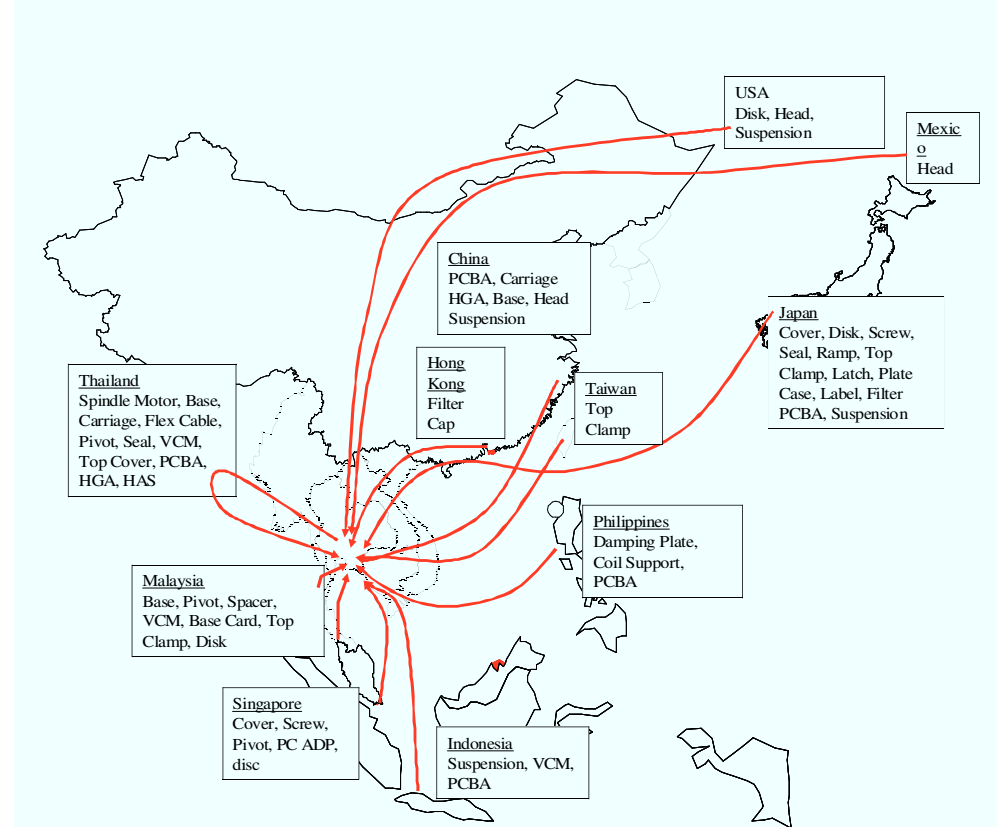 USA
Disk, Head,
Suspension
Mexic
o
Head
China
PCBA, Carriage
HGA, Base, Head
Suspension
Japan
Cover, Disk, Screw,
Seal, Ramp, Top
Clamp, Latch, Plate
Case, Label, Filter
PCBA, Suspension
Hong
Kong
Filter
Cap
Taiwan
Top
Clamp
Thailand
Spindle Motor, Base,
Carriage, Flex Cable,
Pivot, Seal, VCM,
Top Cover, PCBA,
HGA, HAS
Philippines
Damping Plate,
Coil Support,
PCBA
Malaysia
Base, Pivot, Spacer,
VCM, Base Card, Top
Clamp, Disk
Singapore
Cover, Screw,
Pivot, PC ADP,
disc
Indonesia
Suspension, VCM,
PCBA